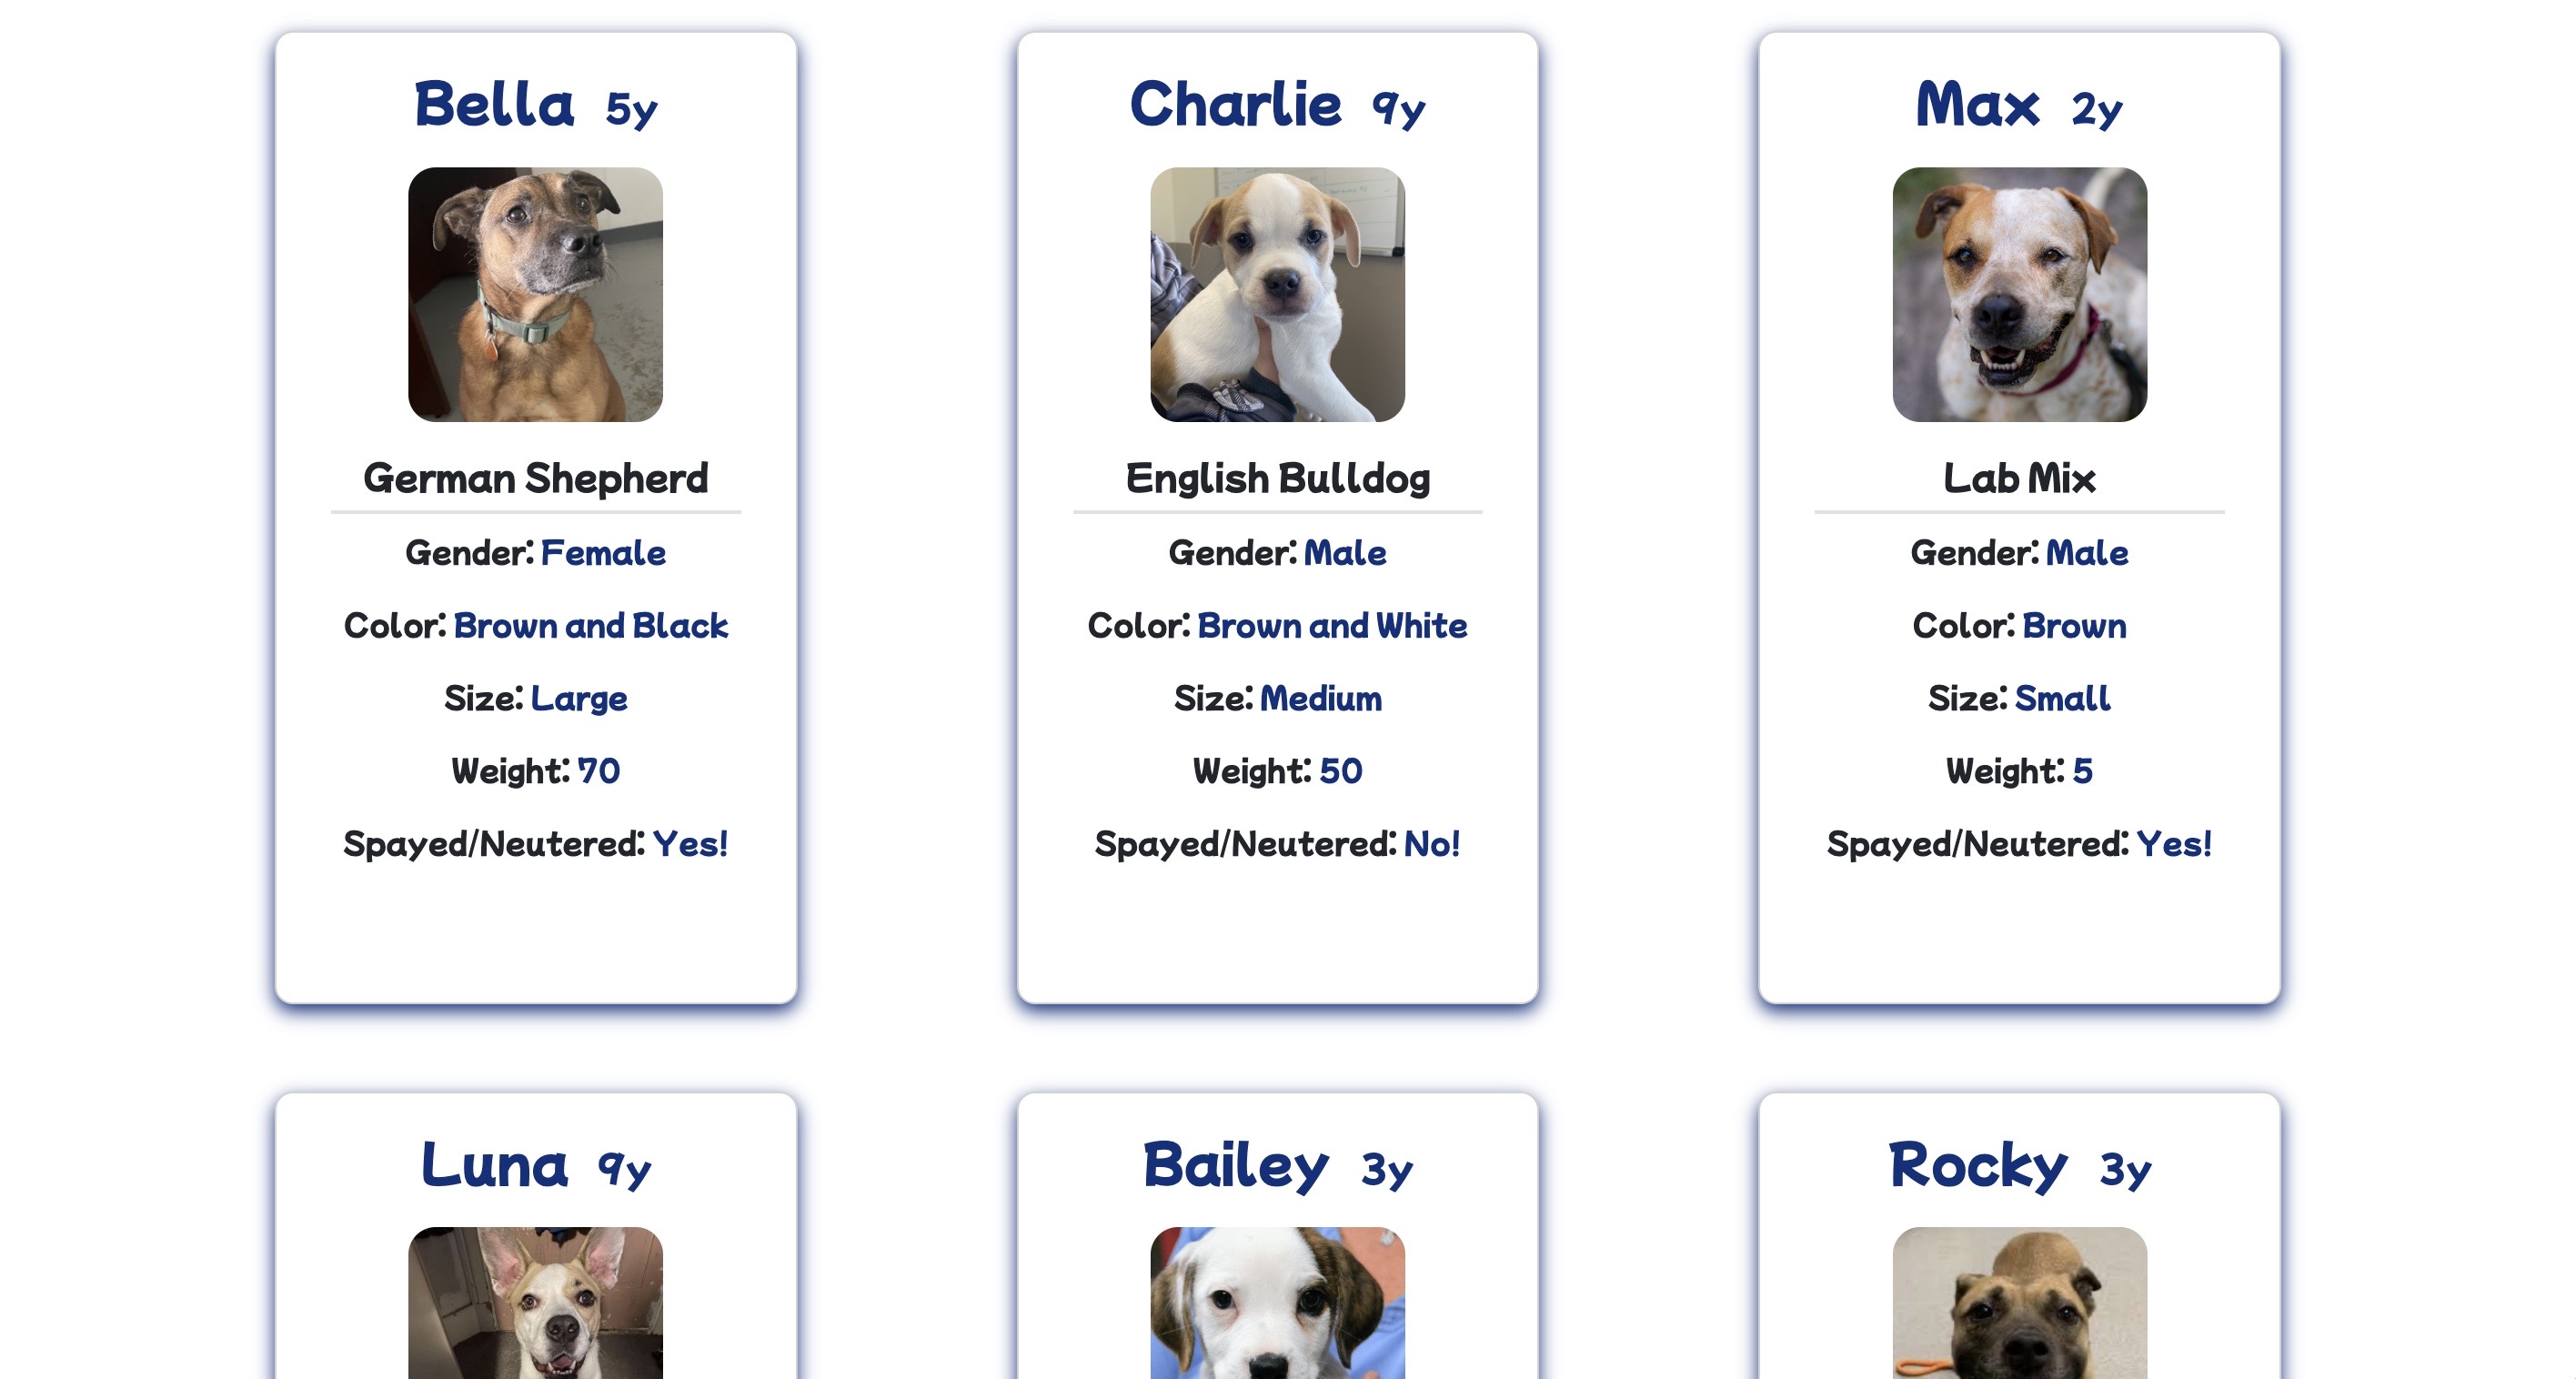 Bella 5y
German Shepherd
Gender: Female
Color: Brown and Black
Size: Large
Weight: 70
Spayed/Neutered: Yes!
Charlie 9y
English Bulldog
Gender: Male
Color: Brown and White
Size: Medium
Weight: 50
Spayed/Neutered: No!
Max 2y
Lab Mix
Gender: Male
Color: Brown
Size: Small
Weight: 5
Spayed/Neutered: Yes!
Luna 9y
Bailey 3y
Rocky 3y